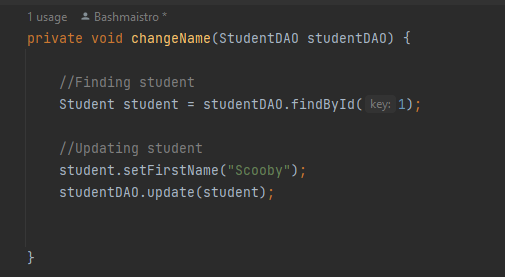 1 usage Bashmaistro *
private void changeName(StudentDAO studentDAO) {
//Finding student
Student student = studentDAO.findById( key: 1);
//Updating student
student.setFirstName("Scooby");
studentDAO.update(student);
}